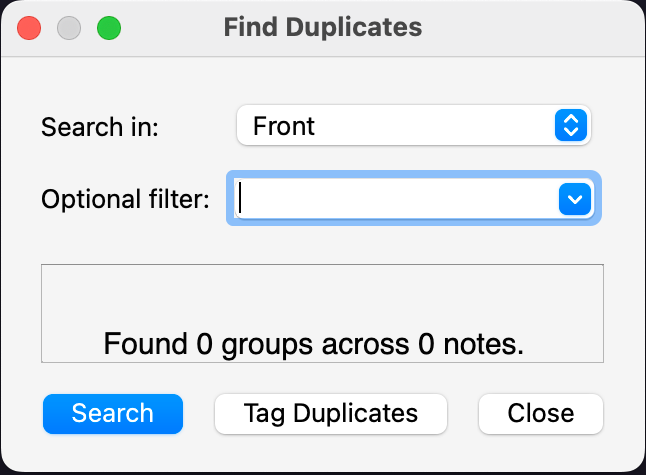 Find Duplicates
Search in: Front
Optional filter:
Found 0 groups across 0 notes.
Search Tag Duplicates Close